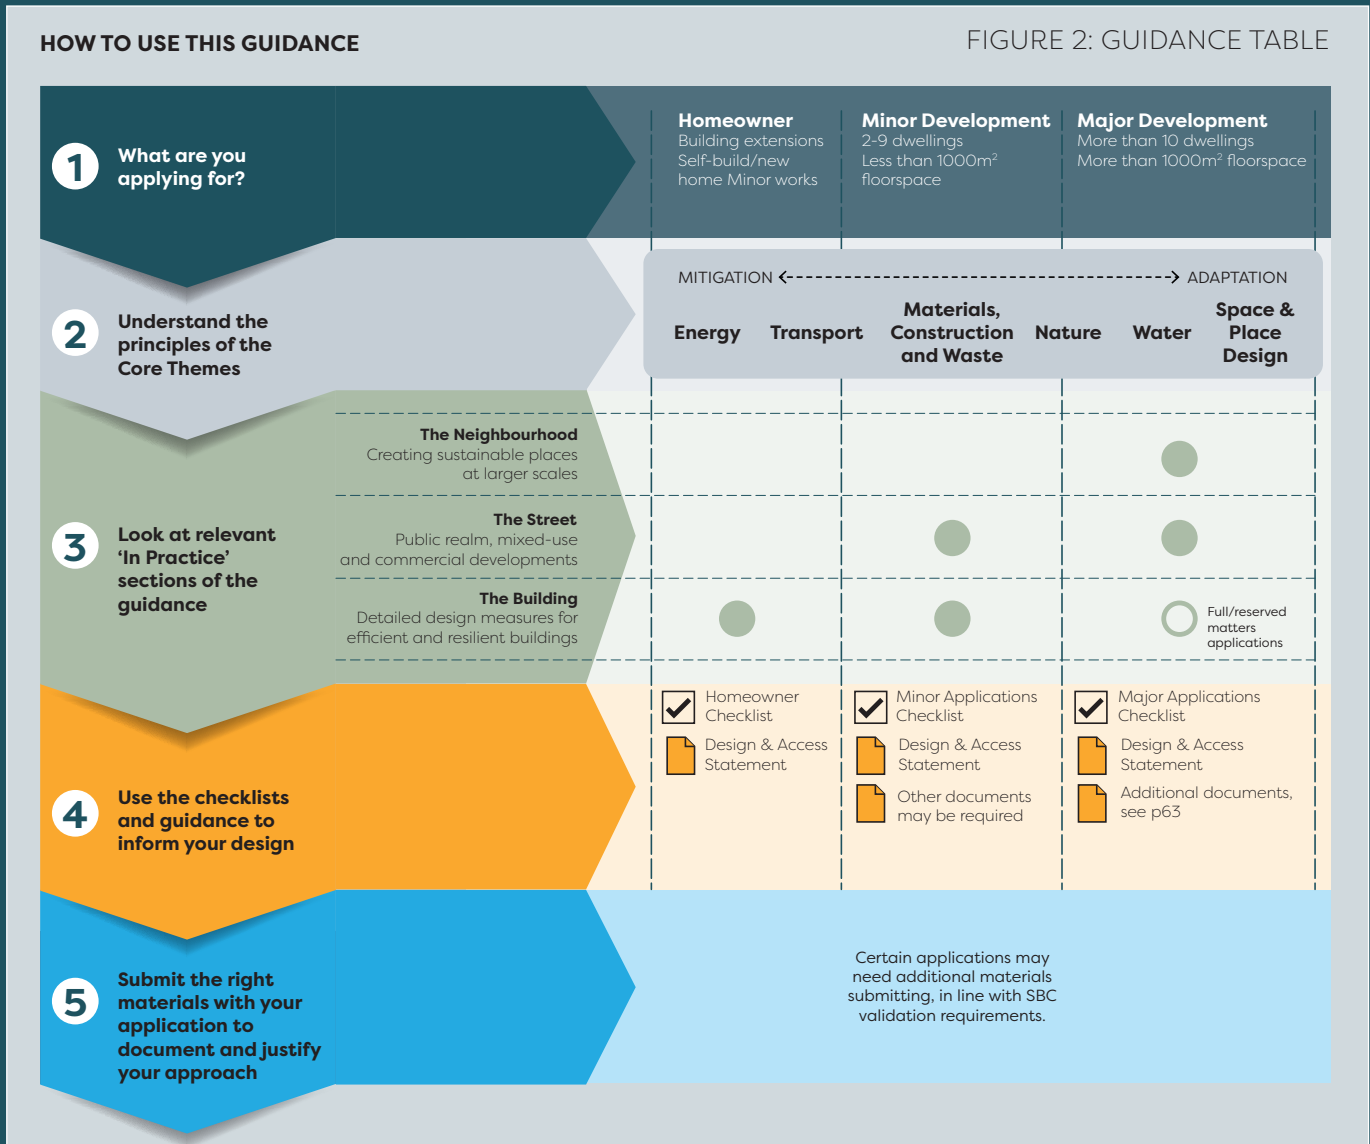 HOW TO USE THIS GUIDANCE
FIGURE 2: GUIDANCE TABLE
1
What are you
applying for?
Homeowner
Building extensions
Self-build/new
home Minor works
Minor Development
2-9 dwellings
Less than 1000m²
floorspace
Major Development
More than 10 dwellings
More than 1000m² floorspace
2
Understand the
principles of the
Core Themes
MITIGATION
ADAPTATION
Energy
Transport
Materials,
Construction
and Waste
Nature
Water
Space &
Place
Design
3
Look at relevant
‘In Practice’
sections of the
guidance
The Neighbourhood
Creating sustainable places
at larger scales
The Street
Public realm, mixed-use
and commercial developments
The Building
Detailed design measures for
efficient and resilient buildings
Full/reserved
matters
applications
4
Use the checklists
and guidance to
inform your design
Homeowner
Checklist
Design & Access
Statement
Minor Applications
Checklist
Design & Access
Statement
Other documents
may be required
Major Applications
Checklist
Design & Access
Statement
Additional documents,
see p63
5
Submit the right
materials with your
application to
document and justify
your approach
Certain applications may
need additional materials
submitting, in line with SBC
validation requirements.